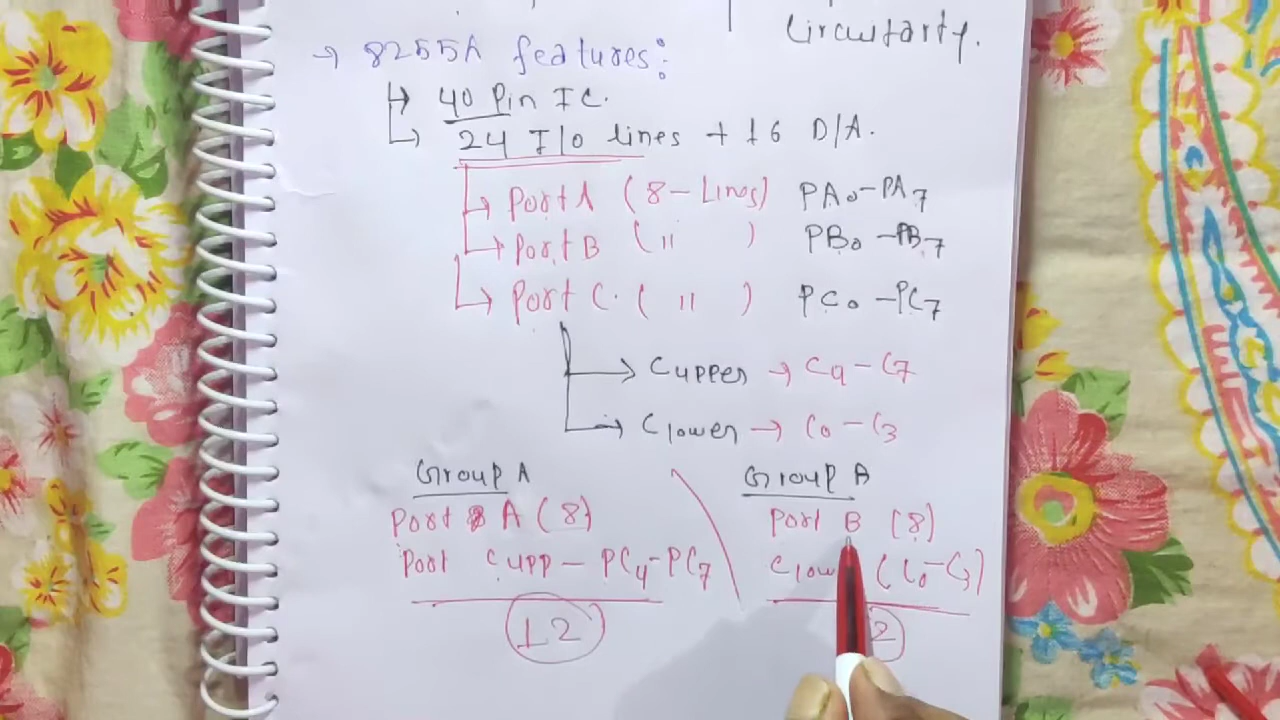 Circuitary.
→ 8255A features:
↳ 40 Pin IC.
↳ 24 I/o lines + 16 D/A.
↳ Port A (8-Lines) PA0-PA7
↳ Port B (〃) PB0-PB7
↳ Port C. (〃) PC0-PC7
→ Cupper → C4-C7
→ Clower → C0-C3
Group A
Port A (8)
Port Cupp - PC4-PC7
12
Group A
Port B (8)
Clow (C0-C3)
2